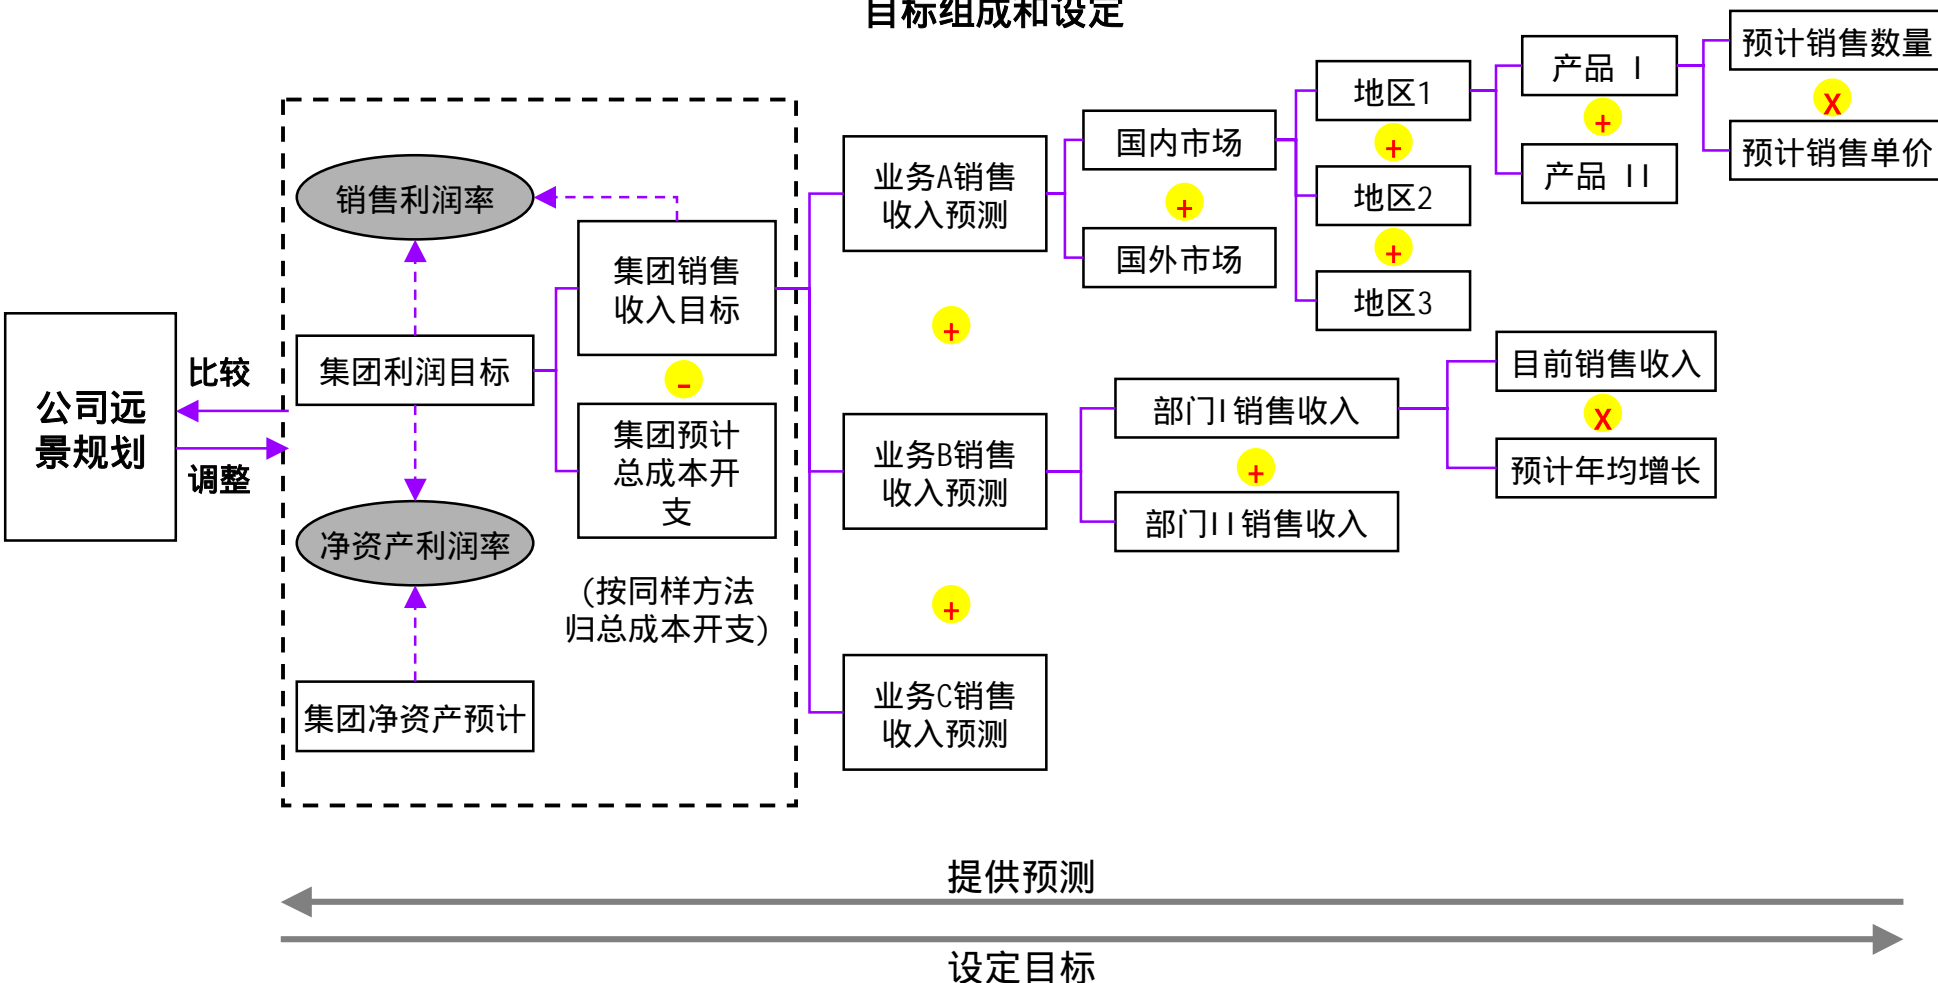 目标组成和设定
预计销售数量
x
预计销售单价
产品 I
+
产品 II
地区1
+
地区2
+
地区3
国内市场
+
国外市场
业务A销售
收入预测
+
业务B销售
收入预测
+
业务C销售
收入预测
部门I销售收入
+
部门II销售收入
目前销售收入
x
预计年均增长
销售利润率
集团销售
收入目标
-
集团利润目标
集团预计
总成本开
支
(按同样方法
归总成本开支)
净资产利润率
集团净资产预计
公司远
景规划
比较
调整
提供预测
设定目标